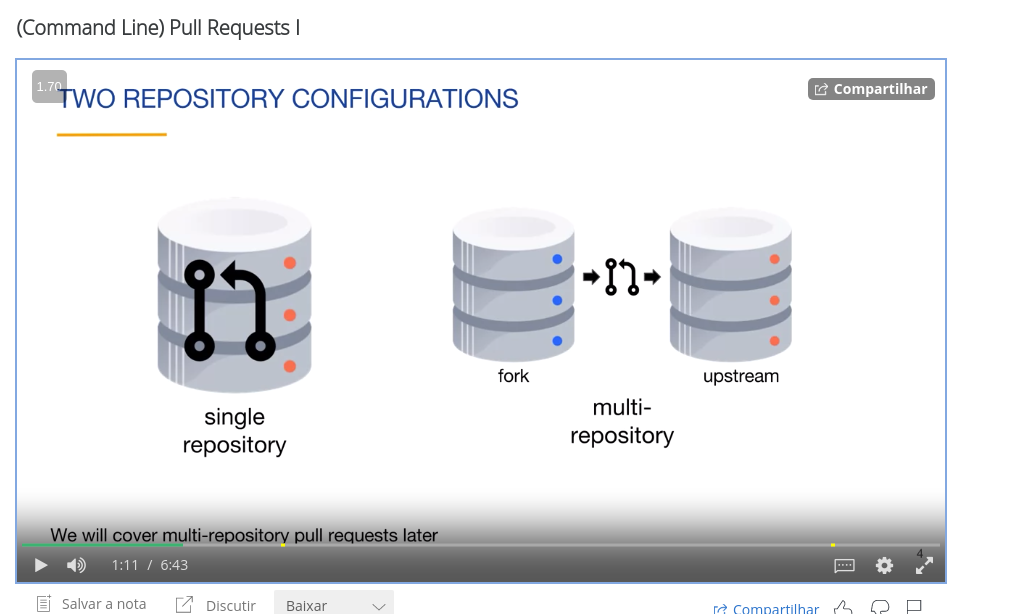 (Command Line) Pull Requests I
1.70
TWO REPOSITORY CONFIGURATIONS
Compartilhar
fork
upstream
single
repository
multi-
repository
We will cover multi-repository pull requests later
4
1:11 / 6:43
Salvar a nota
Discutir
Baixar
Compartilhar